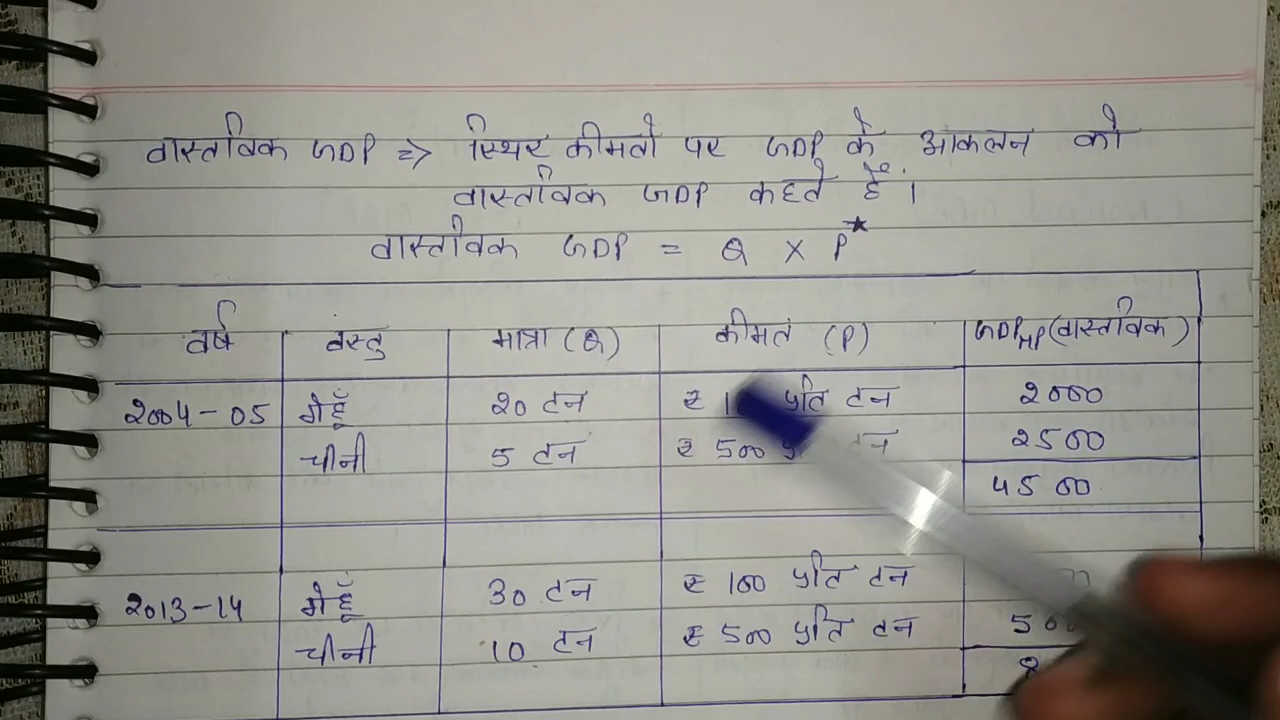 वास्तविक GDP => स्थिर कीमतो पर GDP के आकलन को
वास्तविक GDP कहते हैं।
वास्तविक GDP = Q × P*
वर्ष वस्तु मात्रा (Q) कीमत (P) GDPMP (वास्तविक)
2004-05 गेहूँ 20 टन ₹ प्रति टन 2000
चीनी 5 टन ₹ 500 टन 2500
4500
2013-14 गेहूँ 30 टन ₹ 100 प्रति टन
चीनी 10 टन ₹ 500 प्रति टन